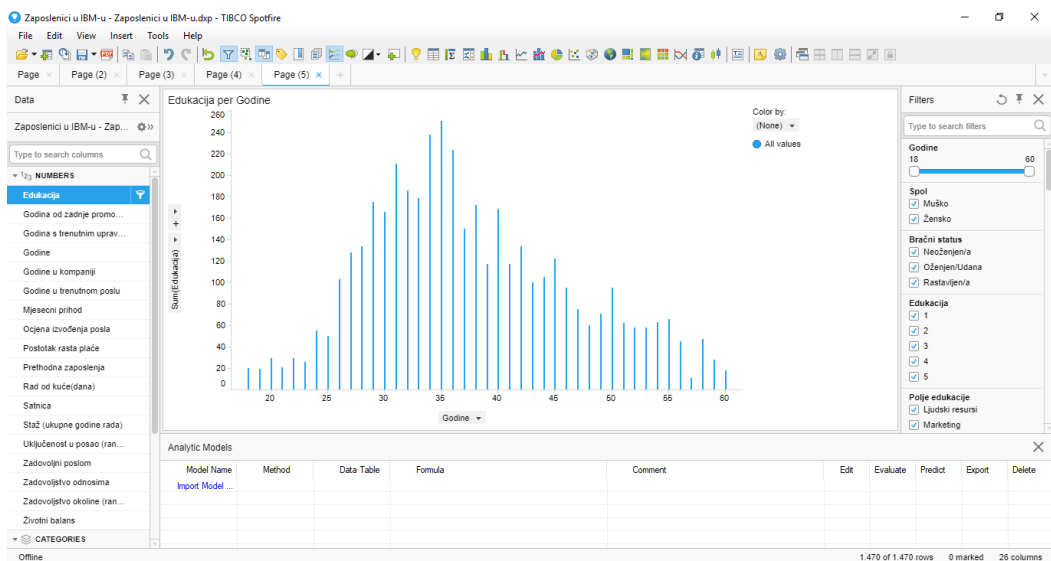 Zaposlenici u IBM-u - Zaposlenici u IBM-u.dxp - TIBCO Spotfire
File Edit View Insert Tools Help
Page Page (2) Page (3) Page (4) Page (5)
Data
Zaposlenici u IBM-u - Zap...
Type to search columns
NUMBERS
Edukacija
Godina od zadnje promo...
Godina s trenutnim uprav...
Godine
Godine u kompaniji
Godine u trenutnom poslu
Mjesecni prihod
Ocjena izvođenja posla
Postotak rasta plaće
Prethodna zaposlenja
Rad od kuće(dana)
Satnica
Staž (ukupne godine rada)
Uključenost u posao (ran...
Zadovoljni poslom
Zadovoljstvo odnosima
Zadovoljstvo okoline (ran...
Životni balans
CATEGORIES
Edukacija per Godine
260
240
220
200
180
160
140
120
100
80
60
40
20
0
Sum(Edukacija)
20 25 30 35 40 45 50 55 60
Godine
Color by:
(None)
All values
Filters
Type to search filters
Godine
18 60
Spol
Muško
Žensko
Bračni status
Neoženjen/a
Oženjen/Udana
Rastavljen/a
Edukacija
1
2
3
4
5
Polje edukacije
Ljudski resursi
Marketing
Analytic Models
Model Name Method Data Table Formula Comment Edit Evaluate Predict Export Delete
Import Model ...
Offline 1.470 of 1.470 rows 0 marked 26 columns